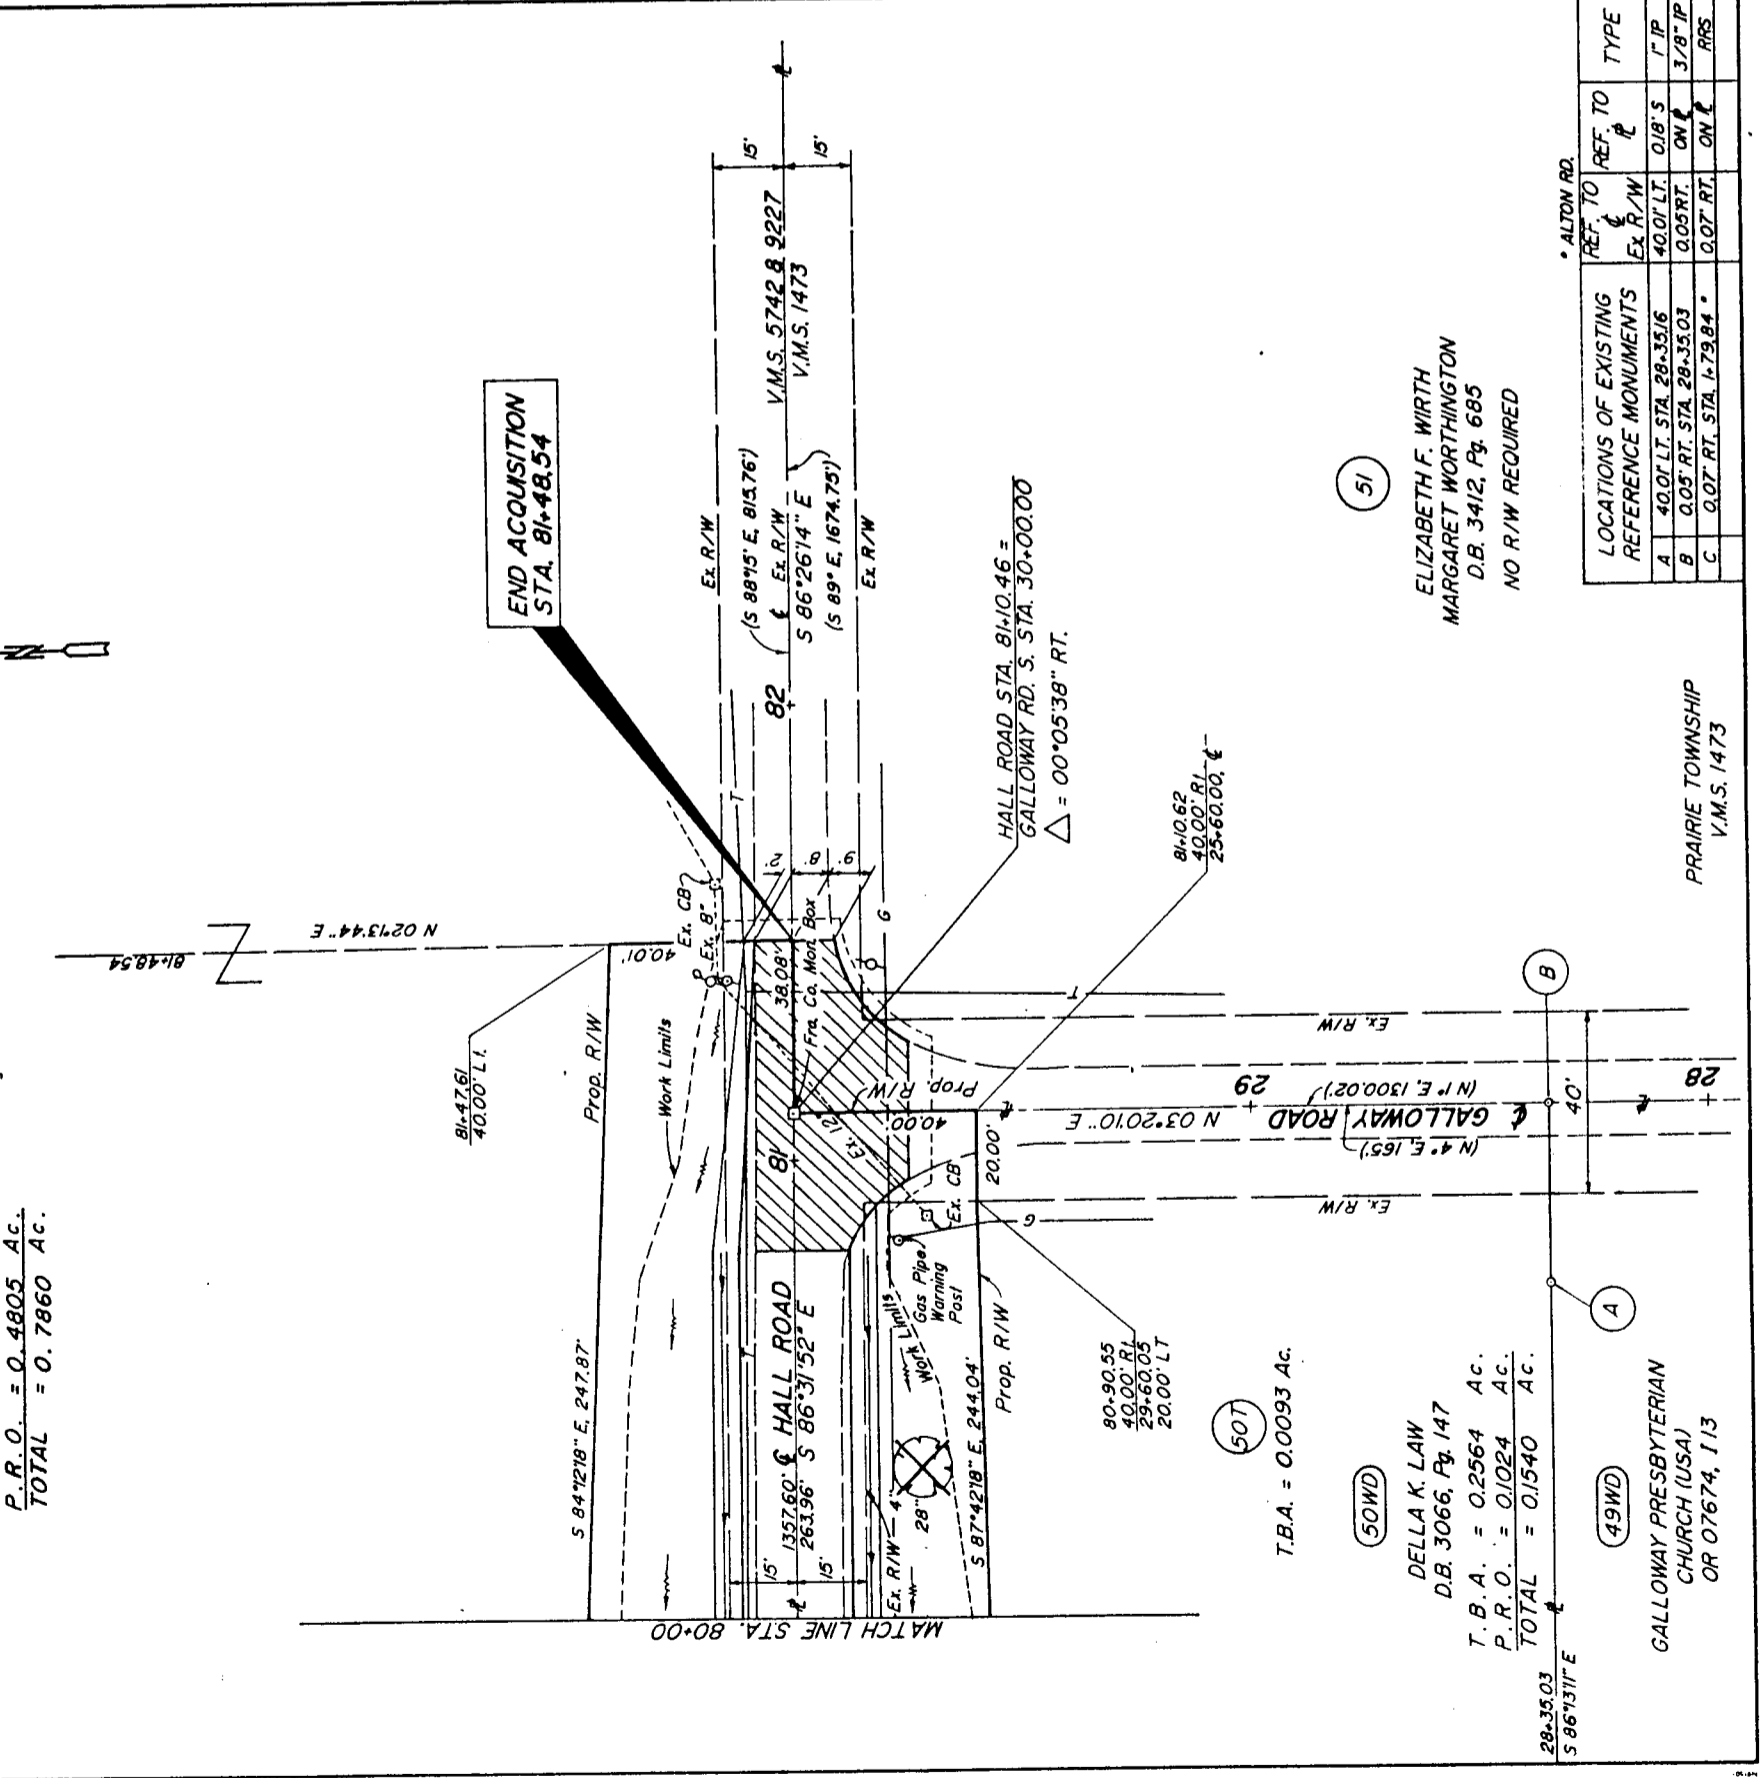 P.R.O. = 0.4805 Ac.
TOTAL = 0.7860 Ac.
81+48.54
N 02°13'44" E
END ACQUISITION
STA. 81+48.54
81+47.61
40.00' Lt.
S 84°12'18" E, 247.87'
Prop. R/W
40.01'
Work Limits
P
Ex. CB
Ex. 8"
T
Ex. R/W
15'
15'
V.M.S. 5742 & 9227
V.M.S. 1473
(S 88°15' E, 815.76')
℄ Ex. R/W
S 86°26'14" E
(S 89° E, 1674.75')
Ex. R/W
82
2'
8'
9'
38.08'
Fra. Co. Mon. Box
G
T
81
Ex. 12"
40.00'
Prop. R/W
HALL ROAD STA. 81+10.46 =
GALLOWAY RD. S. STA. 30+00.00
△ = 00°05'38" RT.
81+10.62
40.00' Rt.
25+60.00, ℄
MATCH LINE STA. 80+00
15'
15'
1357.60' ℄ HALL ROAD
263.96' S 86°31'52" E
T
Ex. R/W
4"
28"
Work Limits
Gas Pipe
Warning
Post
Ex. CB
G
20.00'
S 87°42'18" E, 244.04'
Prop. R/W
80+90.55
40.00' Rt.
29+60.05
20.00' LT
N 03°20'10" E
29
(N 1° E, 1300.02')
℄ GALLOWAY ROAD
(N 4° E, 165')
Ex. R/W
Ex. R/W
40'
28
B
A
28+35.03
S 86°13'11" E
50T
T.B.A. = 0.0093 Ac.
50WD
DELLA K. LAW
D.B. 3066, Pg. 147
T.B.A. = 0.2564 Ac.
P.R.O. = 0.1024 Ac.
TOTAL = 0.1540 Ac.
49WD
GALLOWAY PRESBYTERIAN
CHURCH (USA)
OR 07674, I 13
51
ELIZABETH F. WIRTH
MARGARET WORTHINGTON
D.B. 3412, Pg. 685
NO R/W REQUIRED
PRAIRIE TOWNSHIP
V.M.S. 1473
* ALTON RD.
LOCATIONS OF EXISTING REFERENCE MONUMENTS REF. TO ℄ Ex R/W REF. TO ⅊ TYPE
A 40.01' LT. STA. 28+35.16 40.01' LT. 0.18' S 1" IP
B 0.05' RT. STA. 28+35.03 0.05' RT. ON ⅊ 3/8" IP
C 0.07' RT. STA. 1+79.84 * 0.07' RT. ON ⅊ RRS